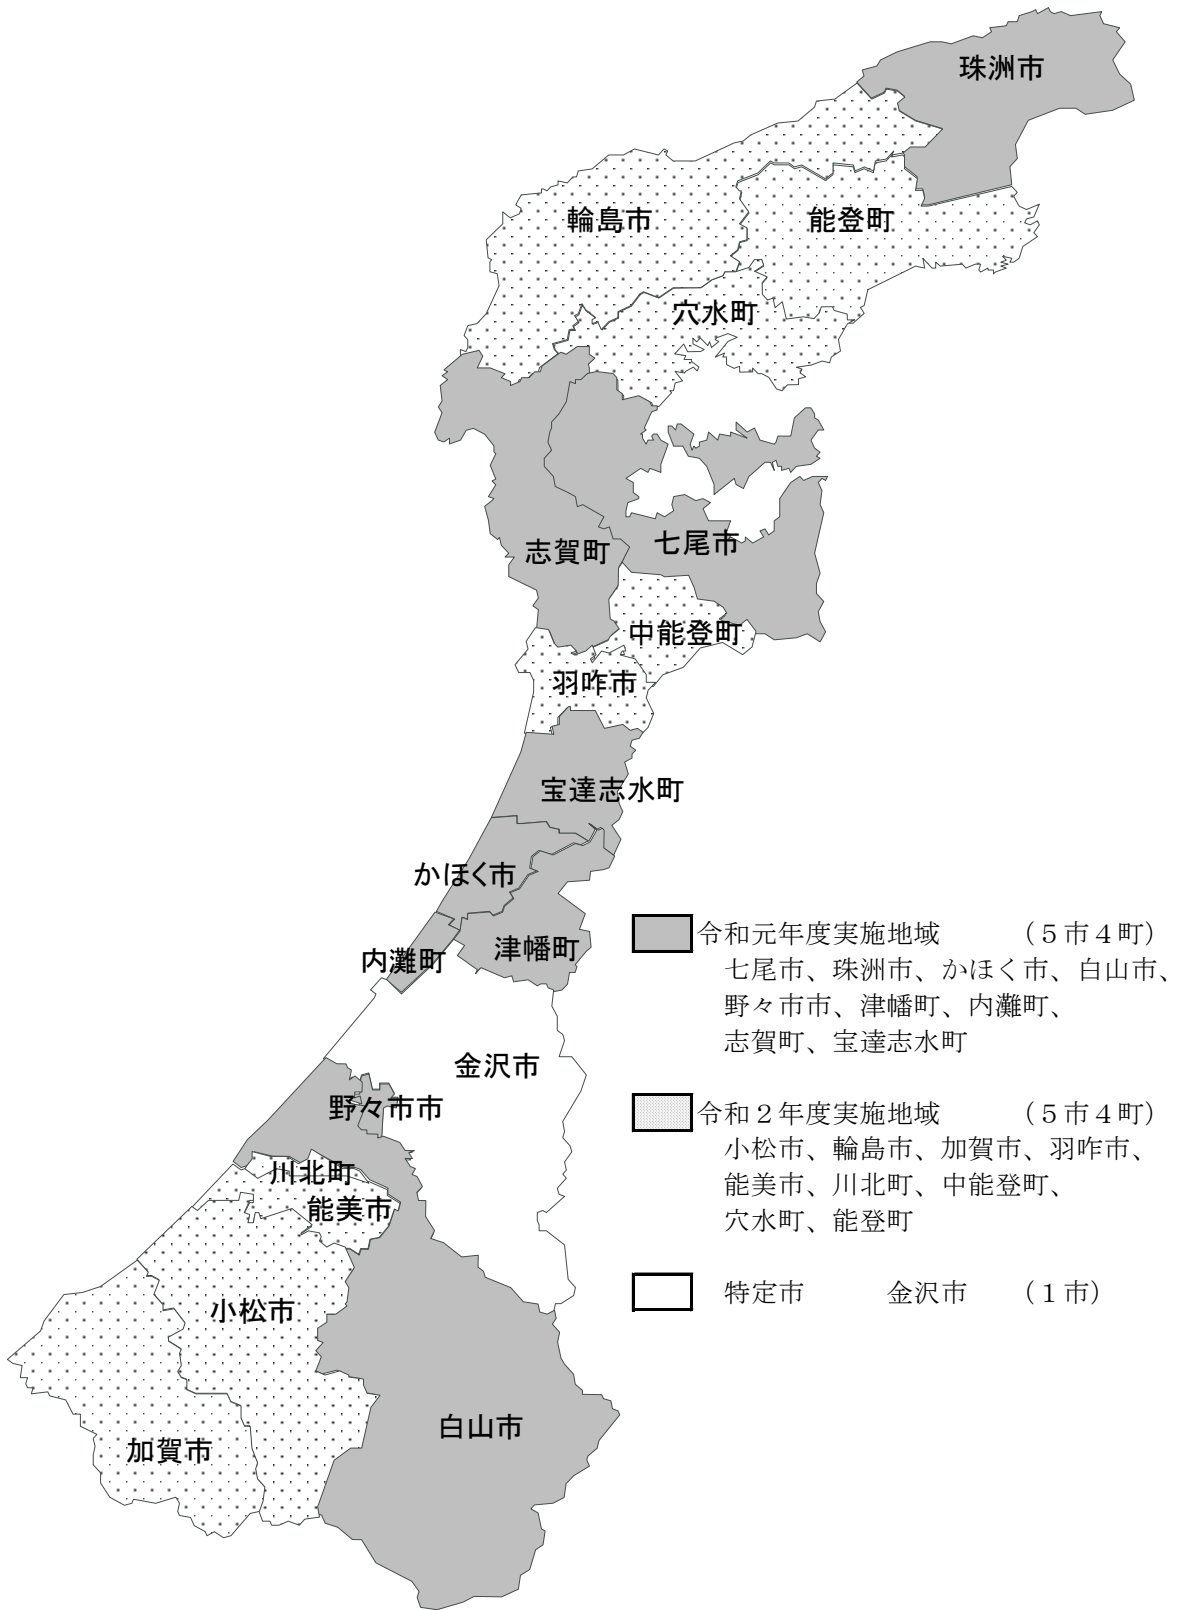 珠洲市
輪島市
能登町
穴水町
志賀町
七尾市
中能登町
羽咋市
宝達志水町
かほく市
内灘町
津幡町
金沢市
野々市市
川北町
能美市
小松市
白山市
加賀市
令和元年度実施地域 （5市4町）
七尾市、珠洲市、かほく市、白山市、
野々市市、津幡町、内灘町、
志賀町、宝達志水町
令和２年度実施地域 （5市4町）
小松市、輪島市、加賀市、羽咋市、
能美市、川北町、中能登町、
穴水町、能登町
特定市 金沢市 （1市）